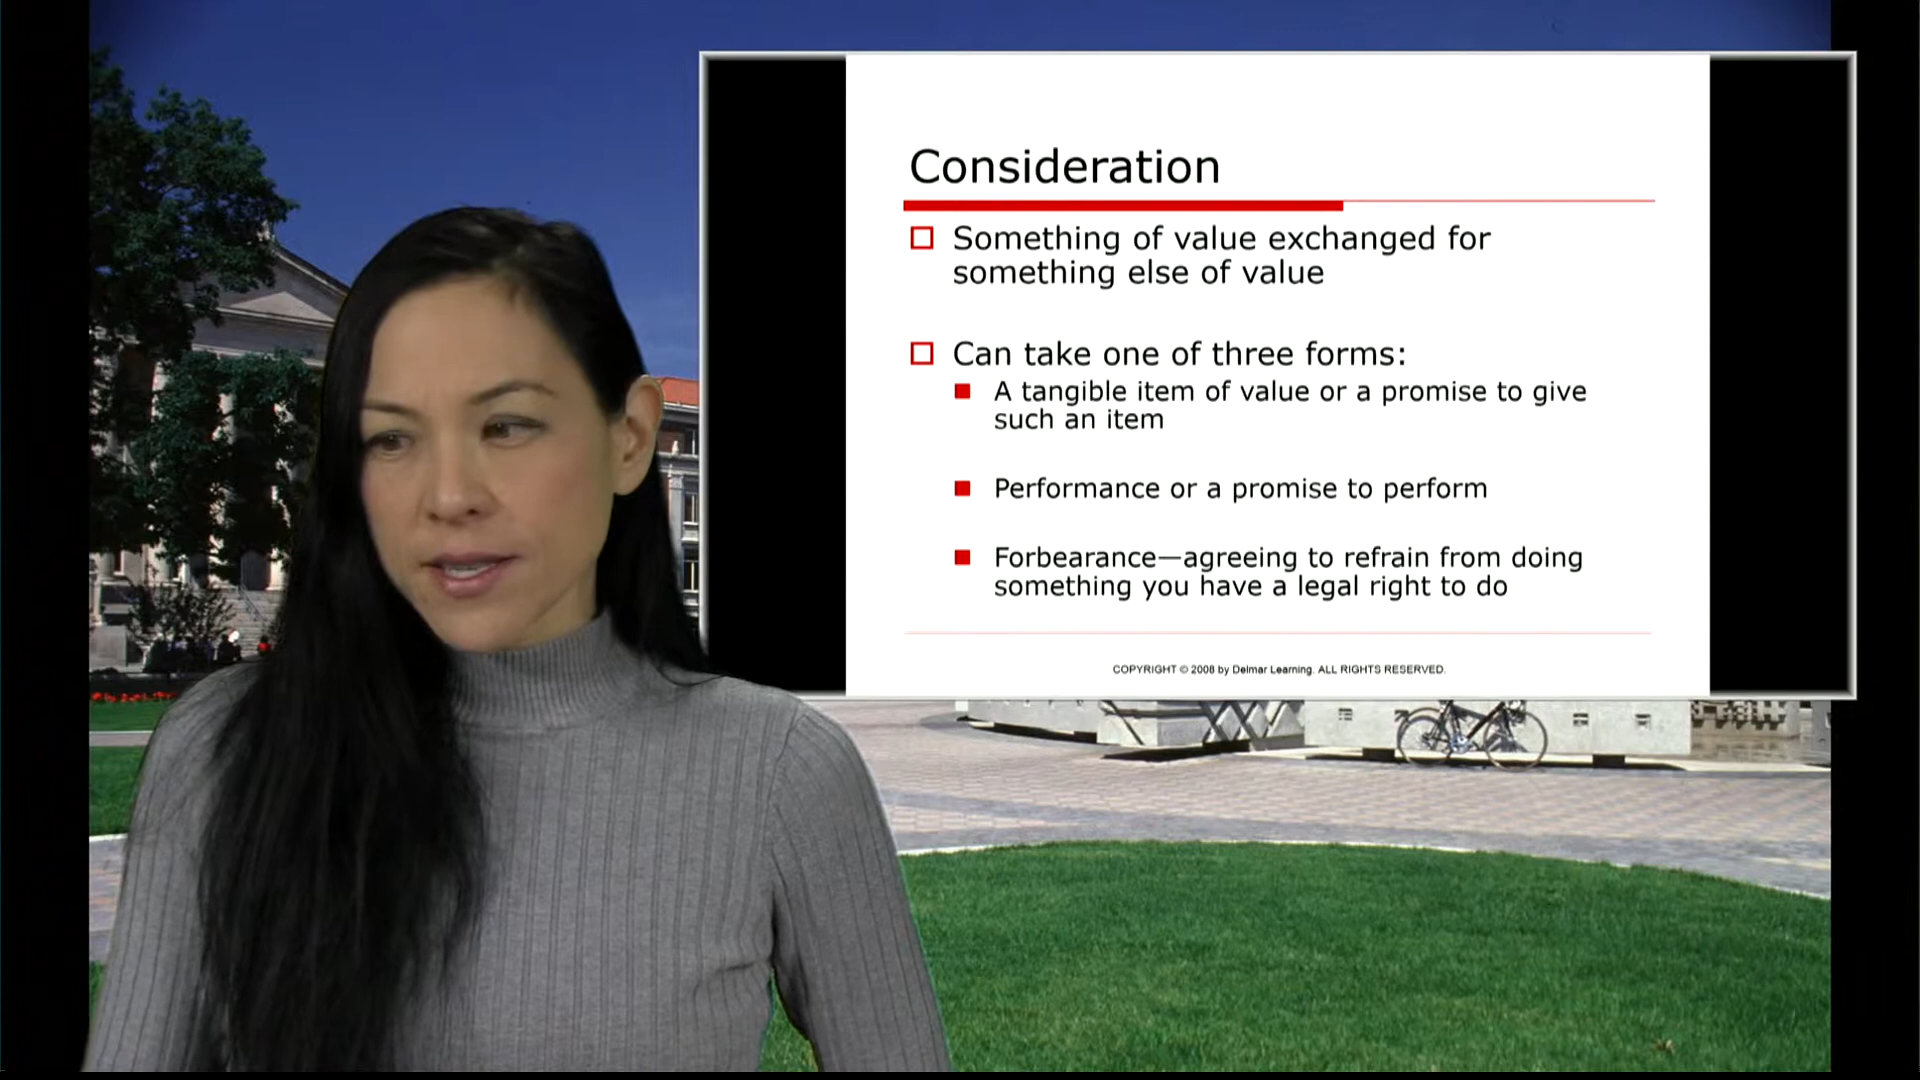 Consideration
Something of value exchanged for
something else of value
Can take one of three forms:
A tangible item of value or a promise to give
such an item
Performance or a promise to perform
Forbearance—agreeing to refrain from doing
something you have a legal right to do
COPYRIGHT © 2008 by Delmar Learning. ALL RIGHTS RESERVED.